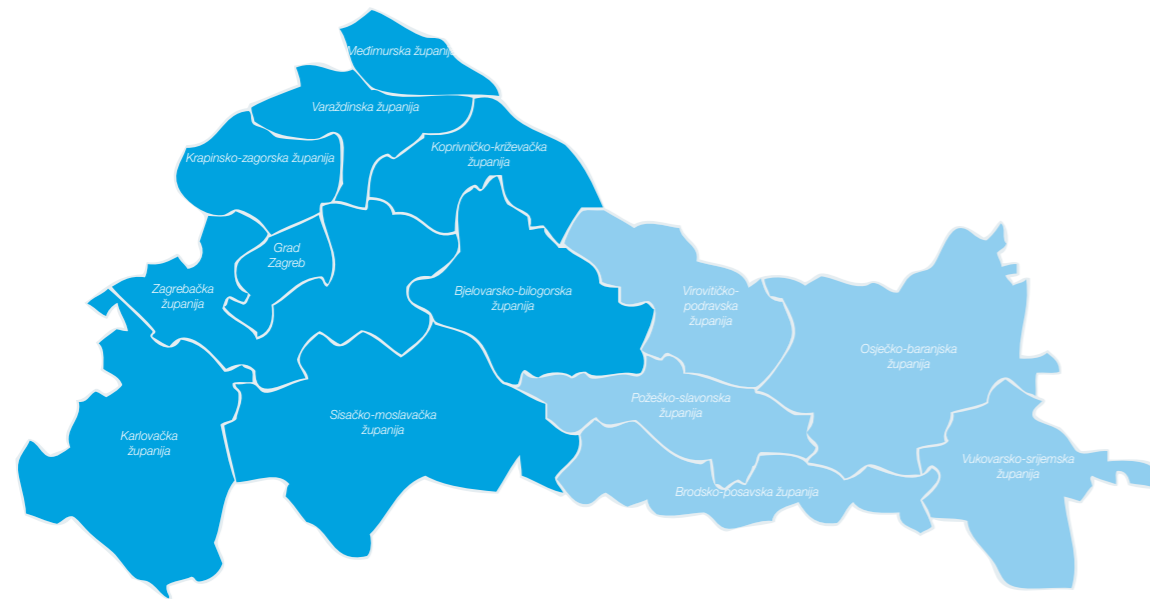 Međimurska županija
Varaždinska županija
Krapinsko-zagorska županija
Koprivničko-križevačka
županija
Grad
Zagreb
Zagrebačka
županija
Bjelovarsko-bilogorska
županija
Virovitičko-
podravska
županija
Osječko-baranjska
županija
Požeško-slavonska
županija
Sisačko-moslavačka
županija
Karlovačka
županija
Vukovarsko-srijemska
županija
Brodsko-posavska županija